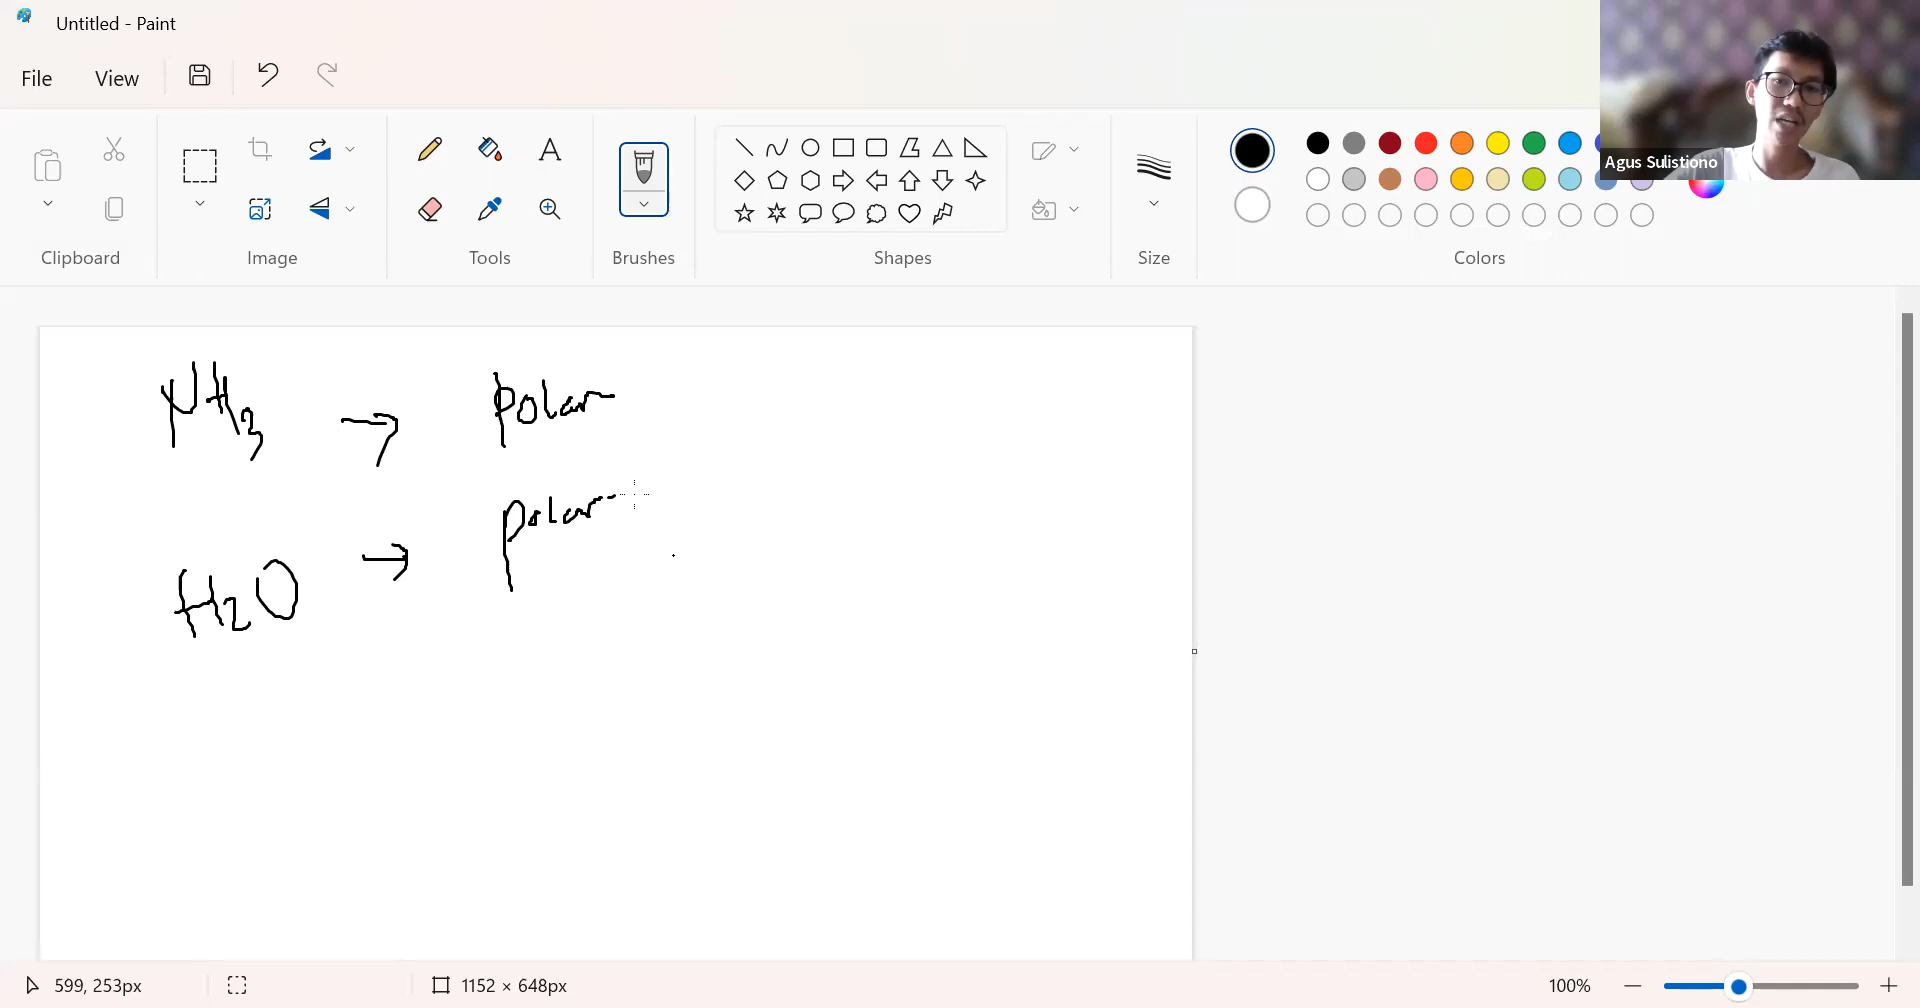 Untitled - Paint
File View
Clipboard Image Tools Brushes Shapes Size Colors
Agus Sulistiono
NH3 → polar
H2O → polar
599, 253px 1152 × 648px 100%